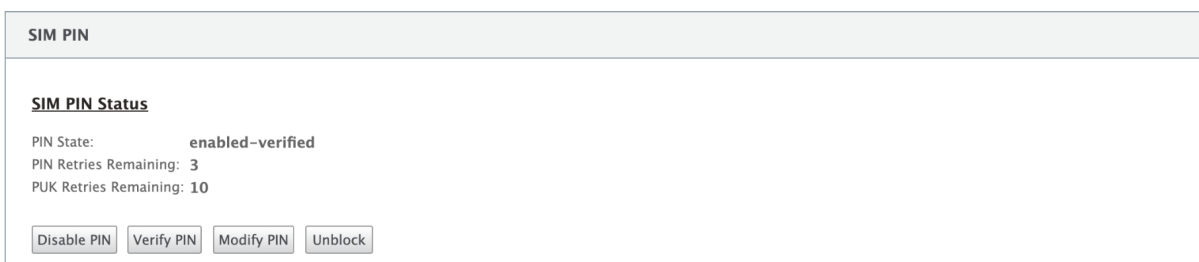 SIM PIN
SIM PIN Status
PIN State: enabled-verified
PIN Retries Remaining: 3
PUK Retries Remaining: 10
Disable PIN Verify PIN Modify PIN Unblock